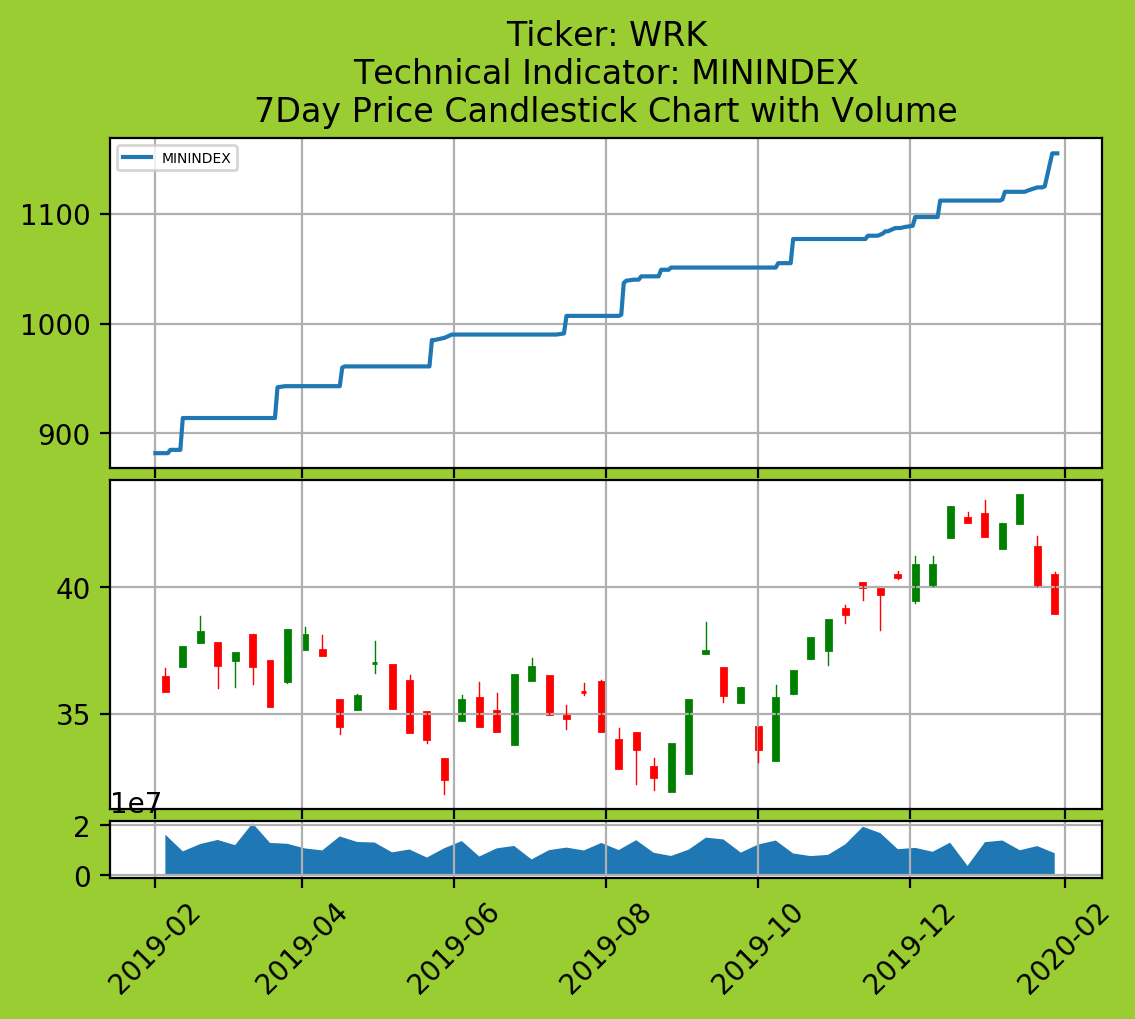 Ticker: WRK
Technical Indicator: MININDEX
7Day Price Candlestick Chart with Volume
MININDEX
1100
1000
900
40
35
1e7
2
0
2019-02
2019-04
2019-06
2019-08
2019-10
2019-12
2020-02